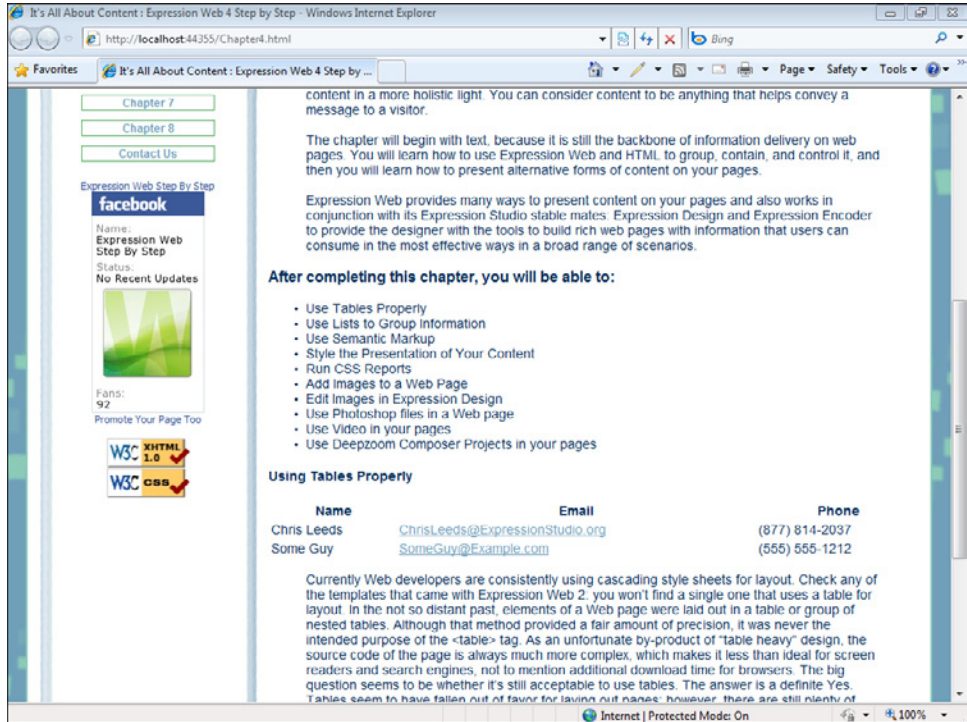 It's All About Content : Expression Web 4 Step by Step - Windows Internet Explorer
http://localhost:44355/Chapter4.html
Bing
Favorites
It's All About Content : Expression Web 4 Step by ...
Page
Safety
Tools
Chapter 7
Chapter 8
Contact Us
Expression Web Step By Step
facebook
Name:
Expression Web
Step By Step
Status:
No Recent Updates
Fans:
92
Promote Your Page Too
W3C XHTML 1.0
W3C css
content in a more holistic light. You can consider content to be anything that helps convey a
message to a visitor.
The chapter will begin with text, because it is still the backbone of information delivery on web
pages. You will learn how to use Expression Web and HTML to group, contain, and control it, and
then you will learn how to present alternative forms of content on your pages.
Expression Web provides many ways to present content on your pages and also works in
conjunction with its Expression Studio stable mates: Expression Design and Expression Encoder
to provide the designer with the tools to build rich web pages with information that users can
consume in the most effective ways in a broad range of scenarios.
After completing this chapter, you will be able to:
• Use Tables Properly
• Use Lists to Group Information
• Use Semantic Markup
• Style the Presentation of Your Content
• Run CSS Reports
• Add Images to a Web Page
• Edit Images in Expression Design
• Use Photoshop files in a Web page
• Use Video in your pages
• Use Deepzoom Composer Projects in your pages
Using Tables Properly
Name Email Phone
Chris Leeds ChrisLeeds@ExpressionStudio.org (877) 814-2037
Some Guy SomeGuy@Example.com (555) 555-1212
Currently Web developers are consistently using cascading style sheets for layout. Check any of
the templates that came with Expression Web 2: you won't find a single one that uses a table for
layout. In the not so distant past, elements of a Web page were laid out in a table or group of
nested tables. Although that method provided a fair amount of precision, it was never the
intended purpose of the <table> tag. As an unfortunate by-product of "table heavy" design, the
source code of the page is always much more complex, which makes it less than ideal for screen
readers and search engines, not to mention additional download time for browsers. The big
question seems to be whether it's still acceptable to use tables. The answer is a definite Yes.
Tables seem to have fallen out of favor for laying out pages; however, there are still plenty of
Internet | Protected Mode: On
100%